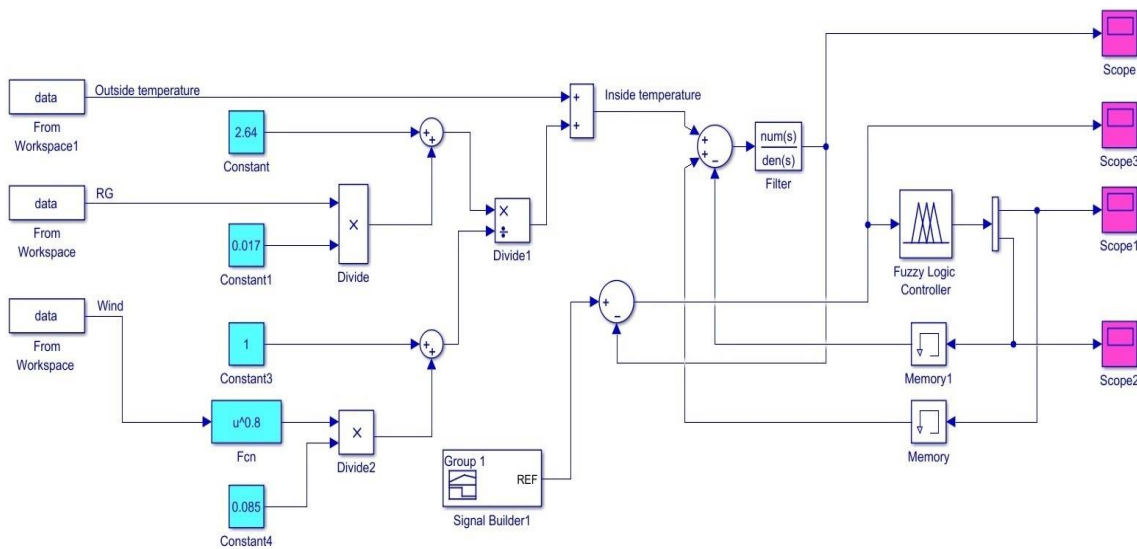 data
Outside temperature
From
Workspace1
2.64
Constant
+
+
+
+
Inside temperature
+
+
−
num(s)
den(s)
Filter
Scope
Scope3
data
RG
From
Workspace
×
Divide
0.017
Constant1
×
÷
Divide1
Fuzzy Logic
Controller
Scope1
data
Wind
From
Workspace
1
Constant3
+
+
+
−
Memory1
Scope2
u^0.8
Fcn
×
Divide2
Memory
Group 1
REF
Signal Builder1
0.085
Constant4